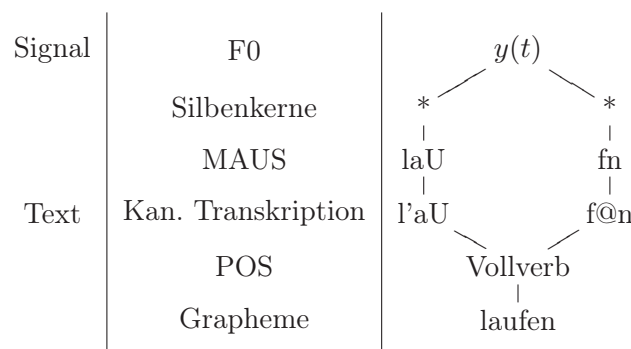 Signal F0 y(t)
Silbenkerne * *
MAUS laU fn
Text Kan. Transkription l'aU f@n
POS Vollverb
Grapheme laufen